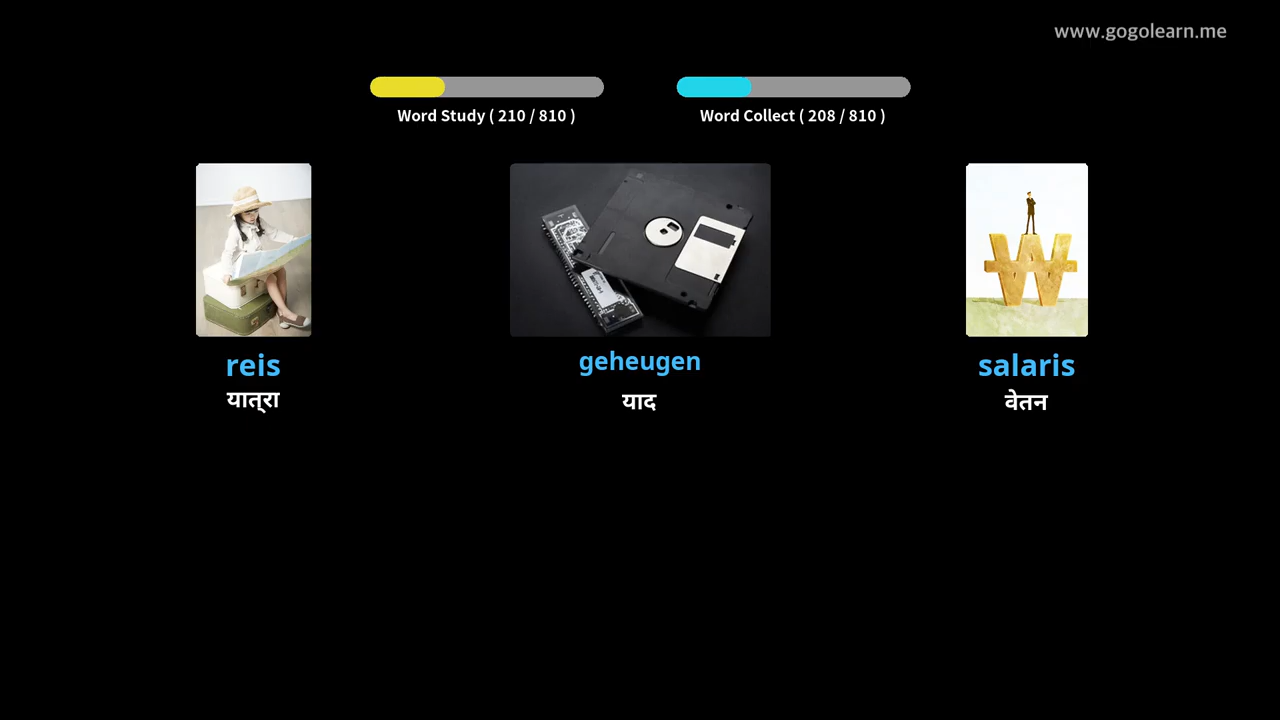 www.gogolearn.me
Word Study ( 210 / 810 )
Word Collect ( 208 / 810 )
reis
geheugen
salaris
यात्रा
याद
वेतन